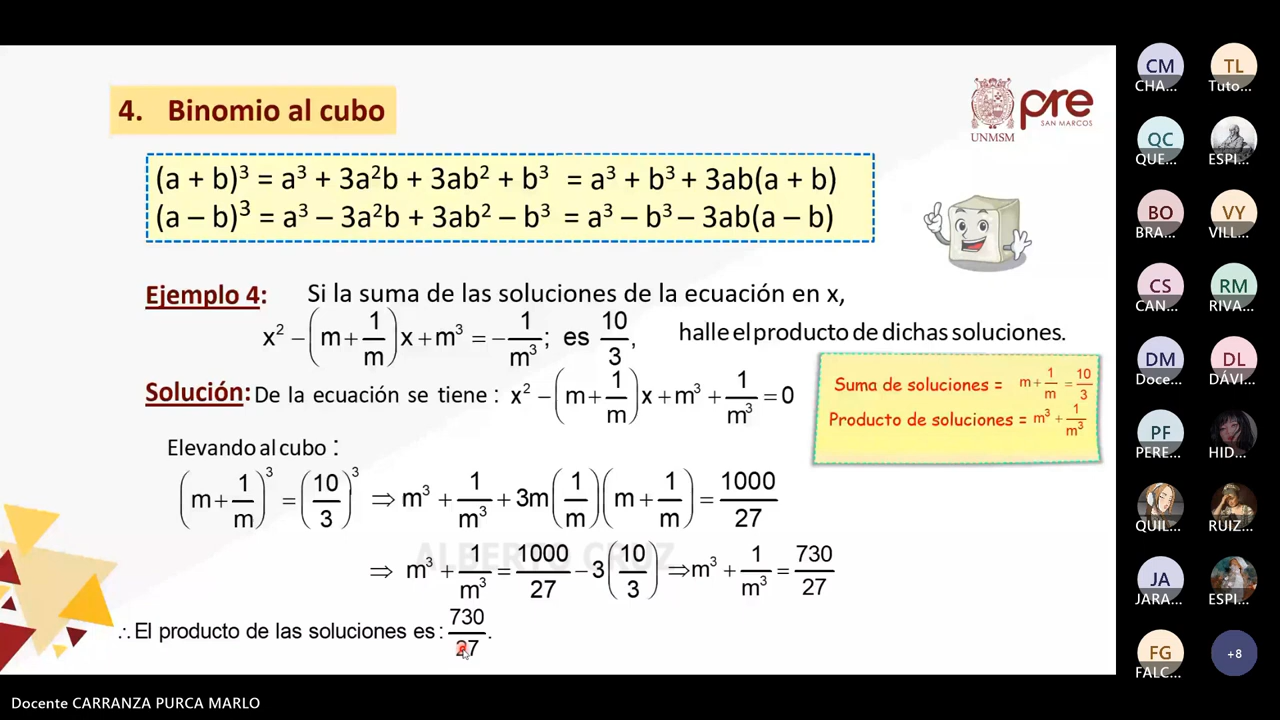 4. Binomio al cubo
UNMSM
pre
SAN MARCOS
(a + b)³ = a³ + 3a²b + 3ab² + b³ = a³ + b³ + 3ab(a + b)
(a − b)³ = a³ − 3a²b + 3ab² − b³ = a³ − b³ − 3ab(a − b)
Ejemplo 4: Si la suma de las soluciones de la ecuación en x,
x² − (m + 1/m)x + m³ = −1/m³; es 10/3, halle el producto de dichas soluciones.
Solución: De la ecuación se tiene : x² − (m + 1/m)x + m³ + 1/m³ = 0
Suma de soluciones = m + 1/m = 10/3
Producto de soluciones = m³ + 1/m³
Elevando al cubo :
(m + 1/m)³ = (10/3)³ ⇒ m³ + 1/m³ + 3m(1/m)(m + 1/m) = 1000/27
ALBERTO CRUZ
⇒ m³ + 1/m³ = 1000/27 − 3(10/3) ⇒ m³ + 1/m³ = 730/27
∴ El producto de las soluciones es: 730/27.
CM
CHA...
TL
Tuto...
QC
QUE...
ESPI...
BO
BRA...
VY
VILL...
CS
CAN...
RM
RIVA...
DM
Doce...
DL
DÁVI...
PF
PERE...
HID...
QUIL...
RUIZ...
JA
JARA...
ESPI...
FG
FALC...
+8
Docente CARRANZA PURCA MARLO